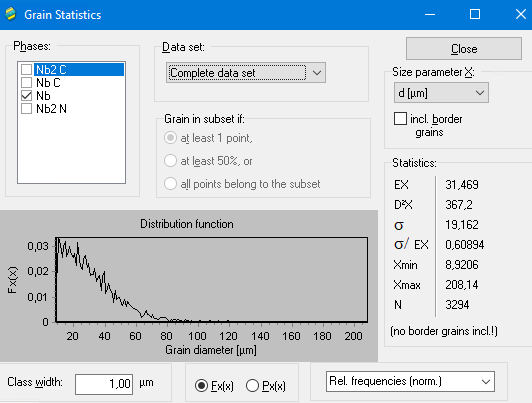 Grain Statistics
Phases:
Nb2 C
Nb C
Nb
Nb2 N
Data set:
Complete data set
Grain in subset if:
at least 1 point,
at least 50%, or
all points belong to the subset
Close
Size parameter X:
d [µm]
incl. border
grains
Statistics:
EX 31,469
D²X 367,2
σ 19,162
σ/ EX 0,60894
Xmin 8,9206
Xmax 208,14
N 3294
(no border grains incl.!)
Distribution function
Fx(x)
0,03
0,02
0,01
0
20 40 60 80 100 120 140 160 180 200
Grain diameter [µm]
Class width: 1,00 µm
Fx(x) Px(x)
Rel. frequencies (norm.)